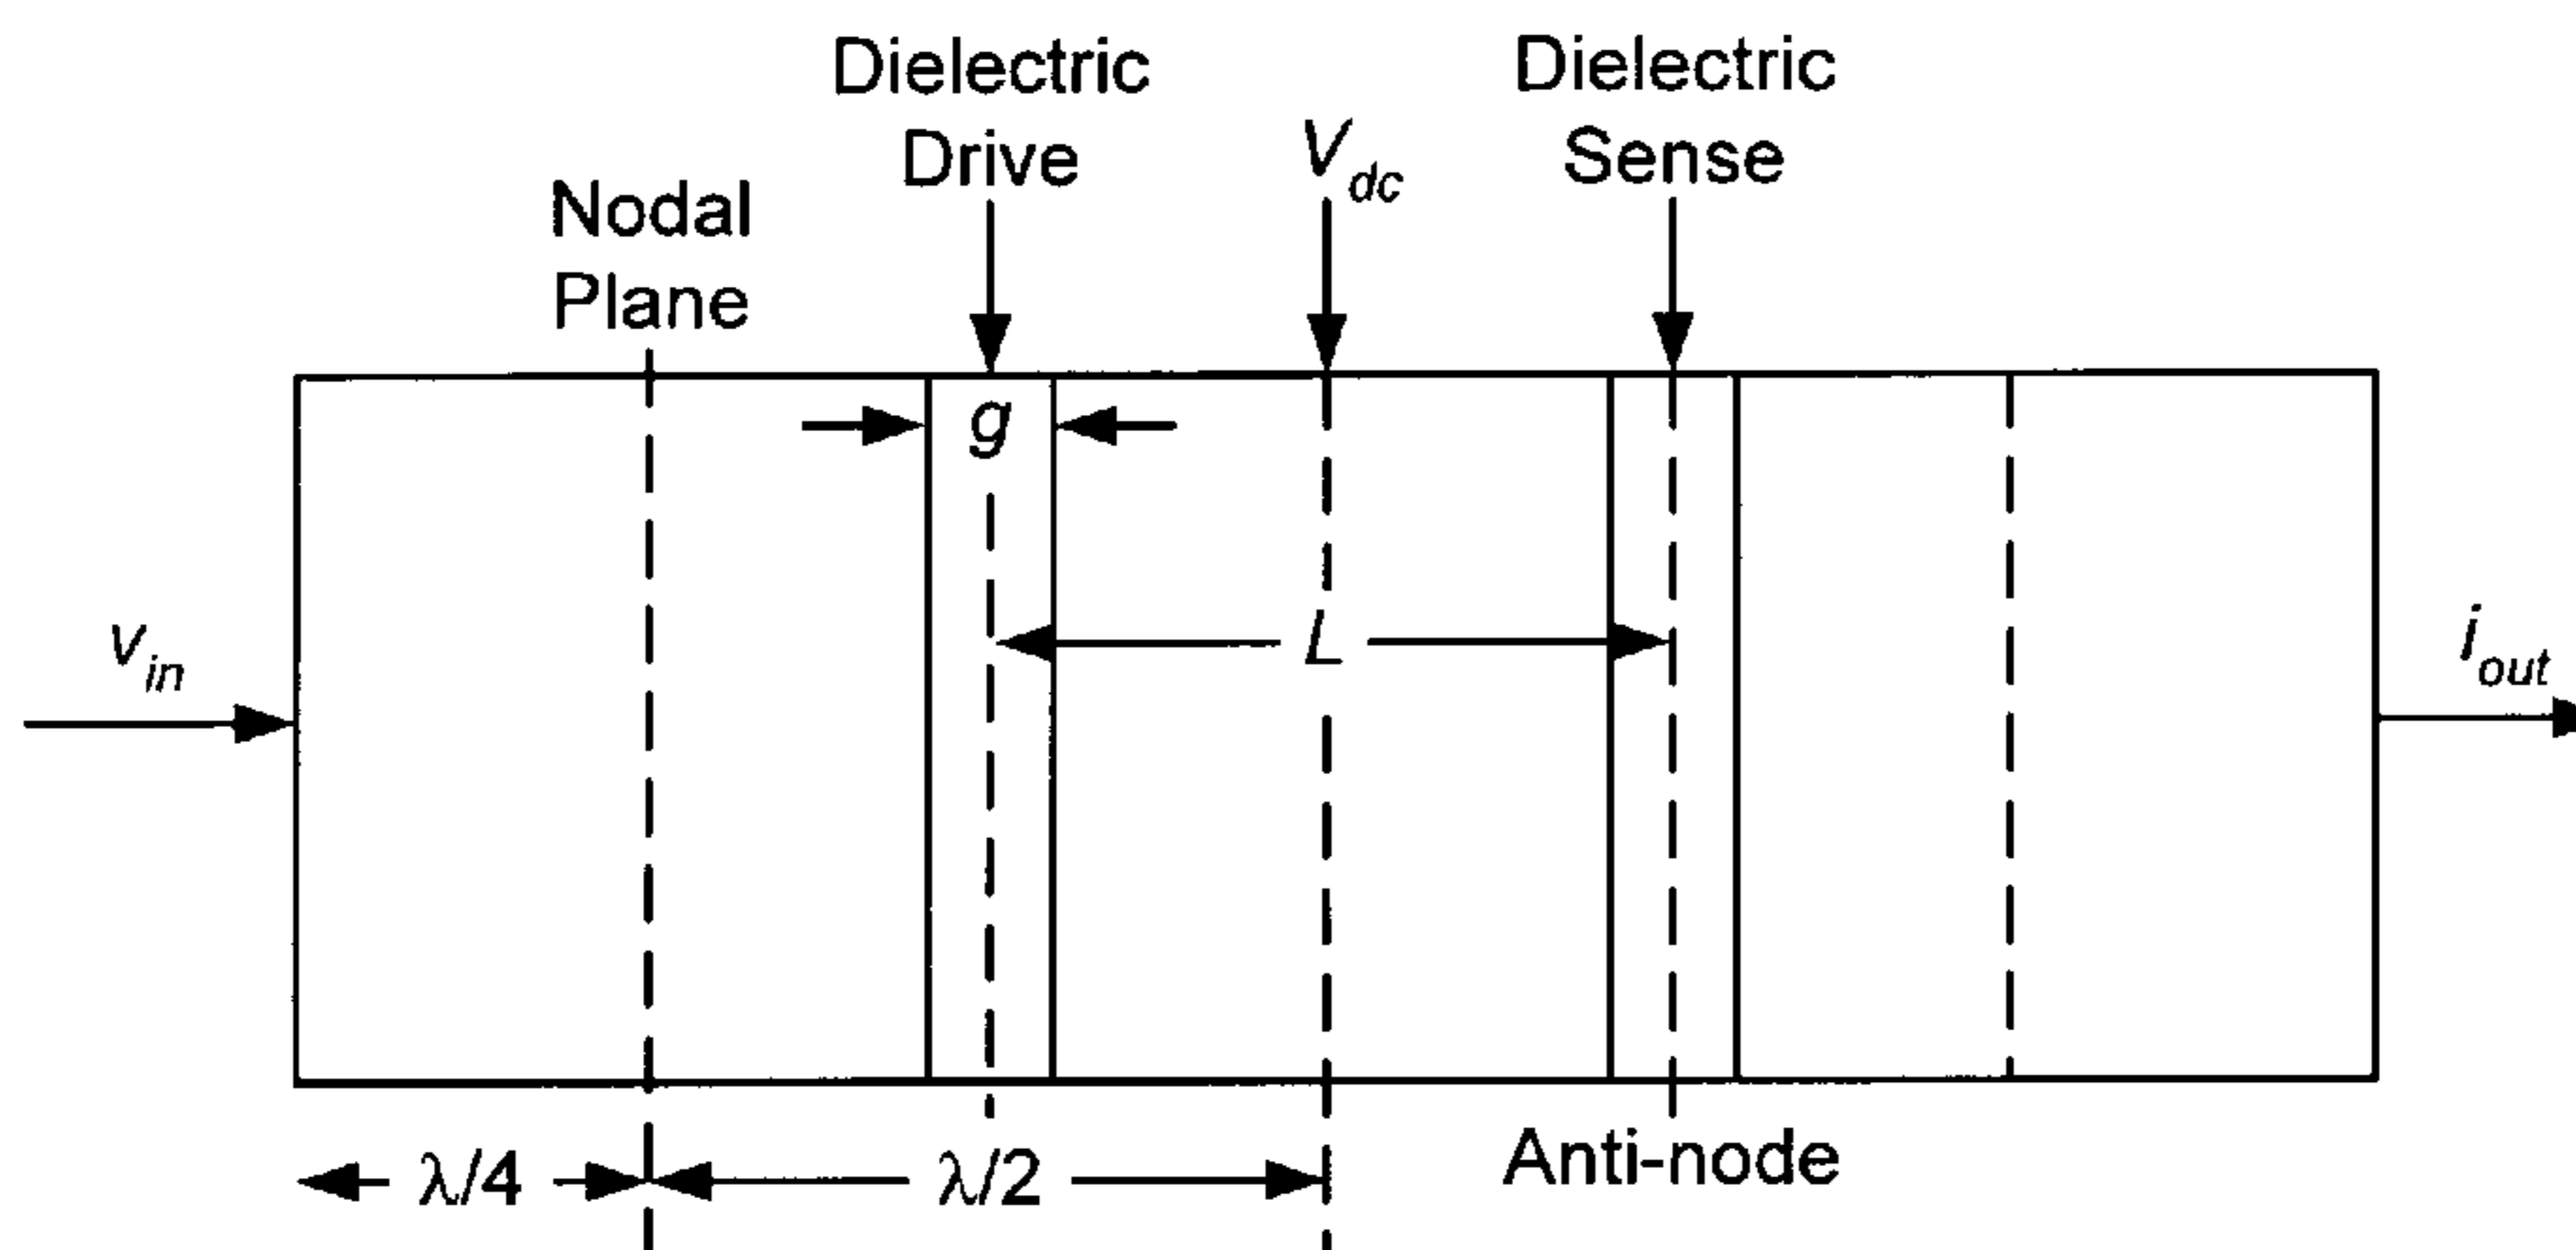 Dielectric
Drive
Dielectric
Sense
V_dc
Nodal
Plane
g
v_in
L
i_out
λ/4
λ/2
Anti-node